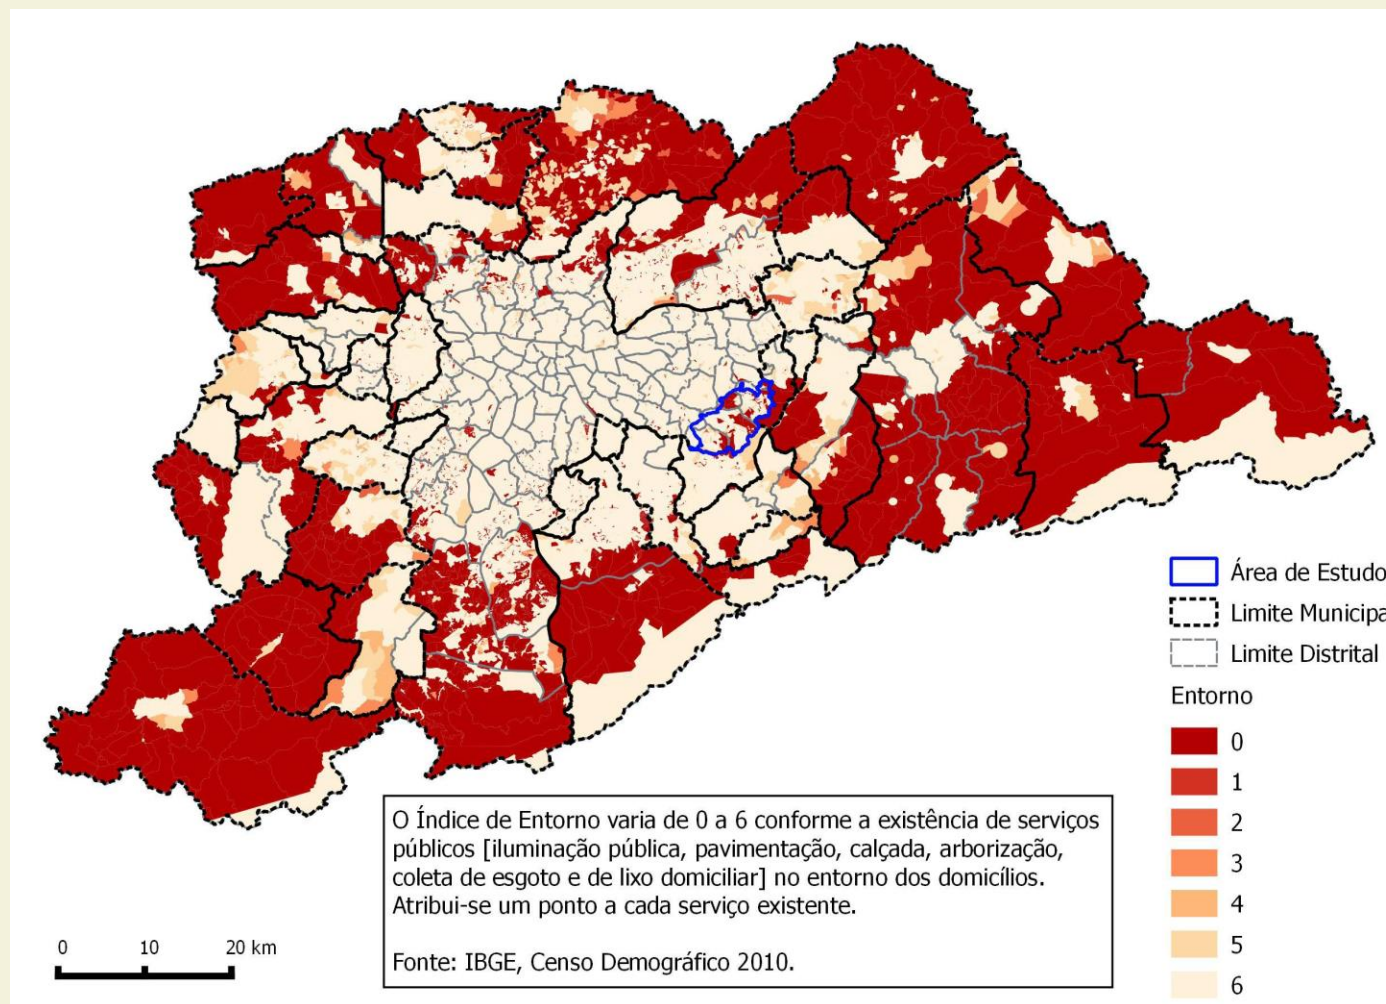 Área de Estudo
Limite Municipa
Limite Distrital
Entorno
0
1
2
3
4
5
6
O Índice de Entorno varia de 0 a 6 conforme a existência de serviços
públicos [iluminação pública, pavimentação, calçada, arborização,
coleta de esgoto e de lixo domiciliar] no entorno dos domicílios.
Atribui-se um ponto a cada serviço existente.
Fonte: IBGE, Censo Demográfico 2010.
0 10 20 km